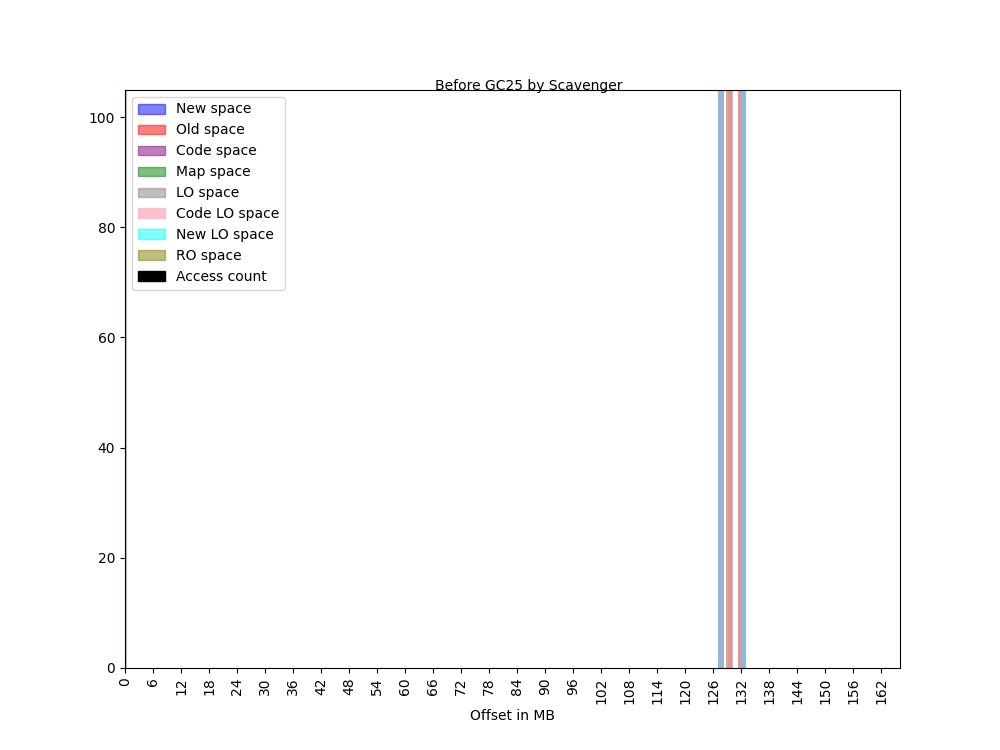 Before GC25 by Scavenger
New space
Old space
Code space
Map space
LO space
Code LO space
New LO space
RO space
Access count
100
80
60
40
20
0
0 6 12 18 24 30 36 42 48 54 60 66 72 78 84 90 96 102 108 114 120 126 132 138 144 150 156 162
Offset in MB